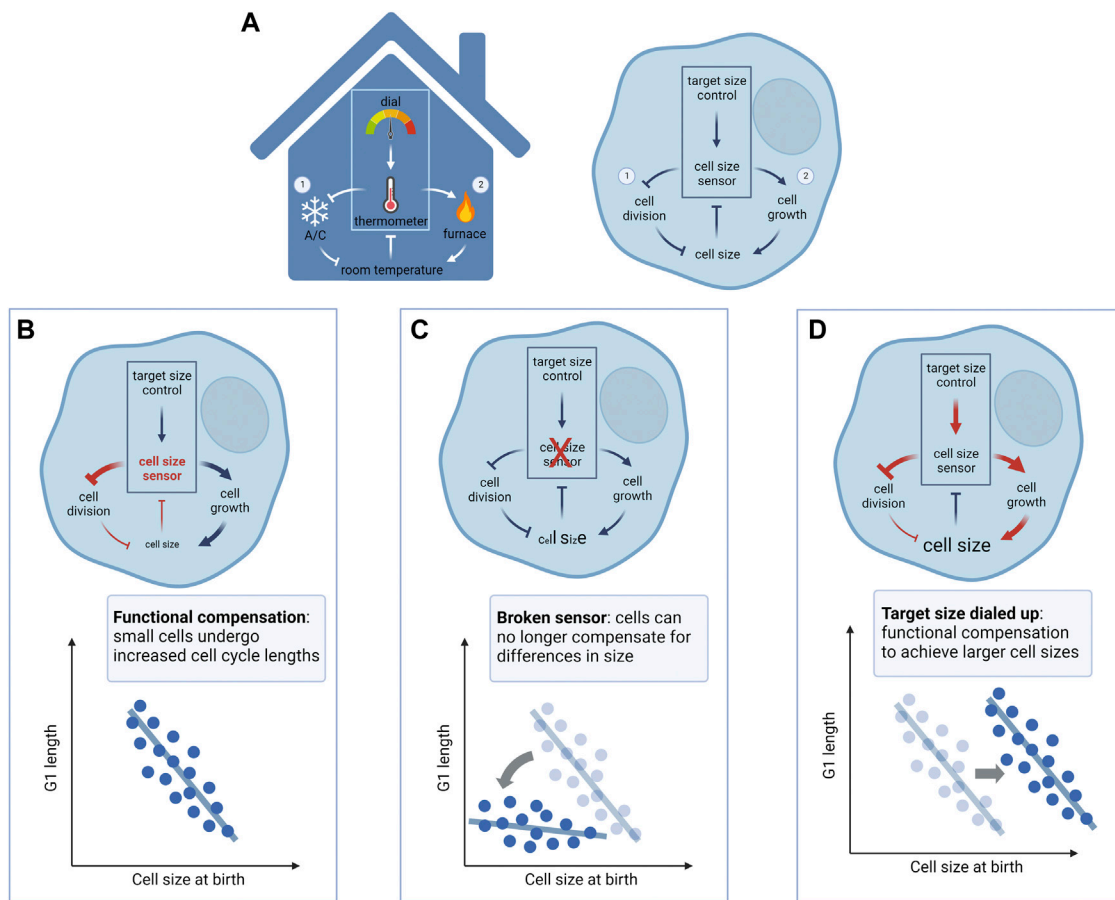 A
dial
1
2
thermometer
A/C
furnace
room temperature
target size
control
1
2
cell size
sensor
cell
division
cell
growth
cell size
B
target size
control
cell size
sensor
cell
division
cell
growth
cell size
Functional compensation:
small cells undergo
increased cell cycle lengths
G1 length
Cell size at birth
C
target size
control
cell size
sensor
X
cell
division
cell
growth
cell size
Broken sensor: cells can
no longer compensate for
differences in size
G1 length
Cell size at birth
D
target size
control
cell size
sensor
cell
division
cell
growth
cell size
Target size dialed up:
functional compensation
to achieve larger cell sizes
G1 length
Cell size at birth